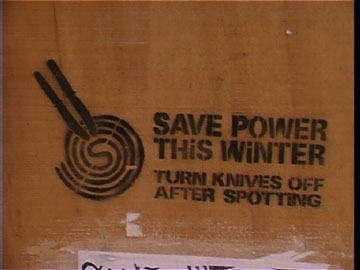 SAVE POWER
THiS WiNTER
TURN KNIVES OFF
AFTER SPOTTING